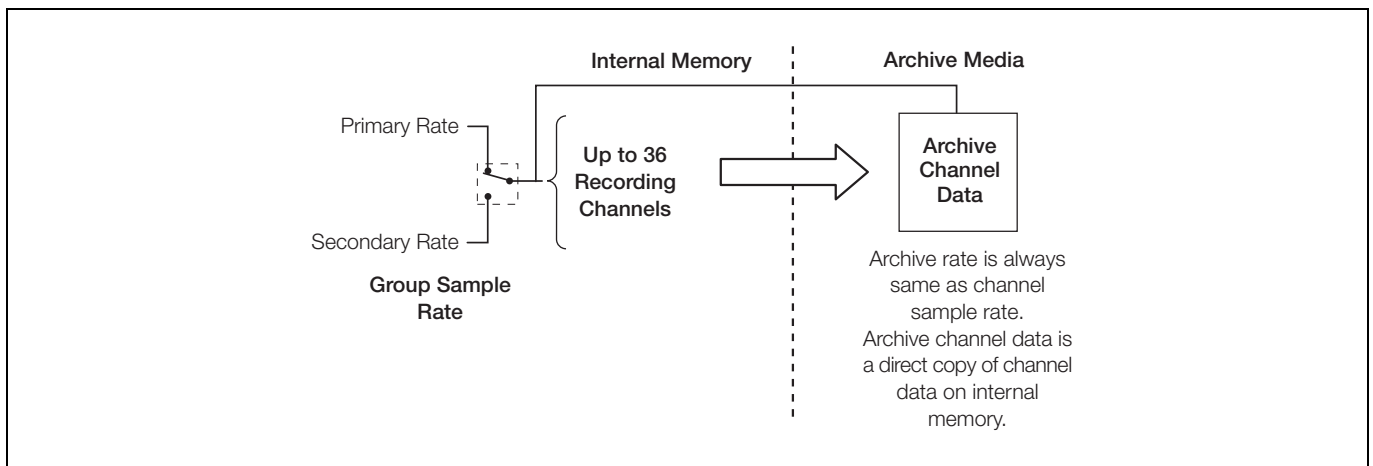 Internal Memory
Archive Media
Primary Rate
Secondary Rate
Group Sample
Rate
Up to 36
Recording
Channels
Archive
Channel
Data
Archive rate is always
same as channel
sample rate.
Archive channel data is
a direct copy of channel
data on internal
memory.